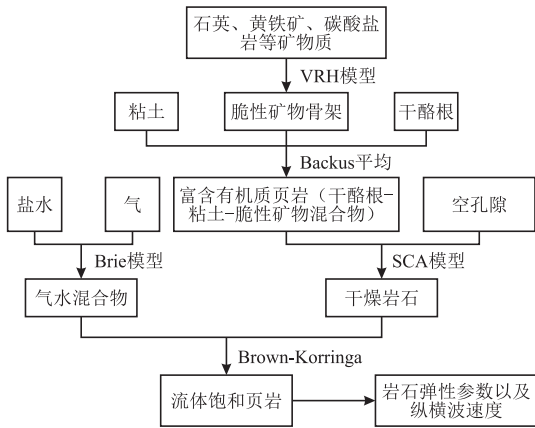 石英、黄铁矿、碳酸盐
岩等矿物质
VRH模型
粘土
脆性矿物骨架
干酪根
Backus平均
盐水
气
富含有机质页岩（干酪根-
粘土-脆性矿物混合物）
空孔隙
Brie模型
SCA模型
气水混合物
干燥岩石
Brown-Korringa
流体饱和页岩
岩石弹性参数以及
纵横波速度